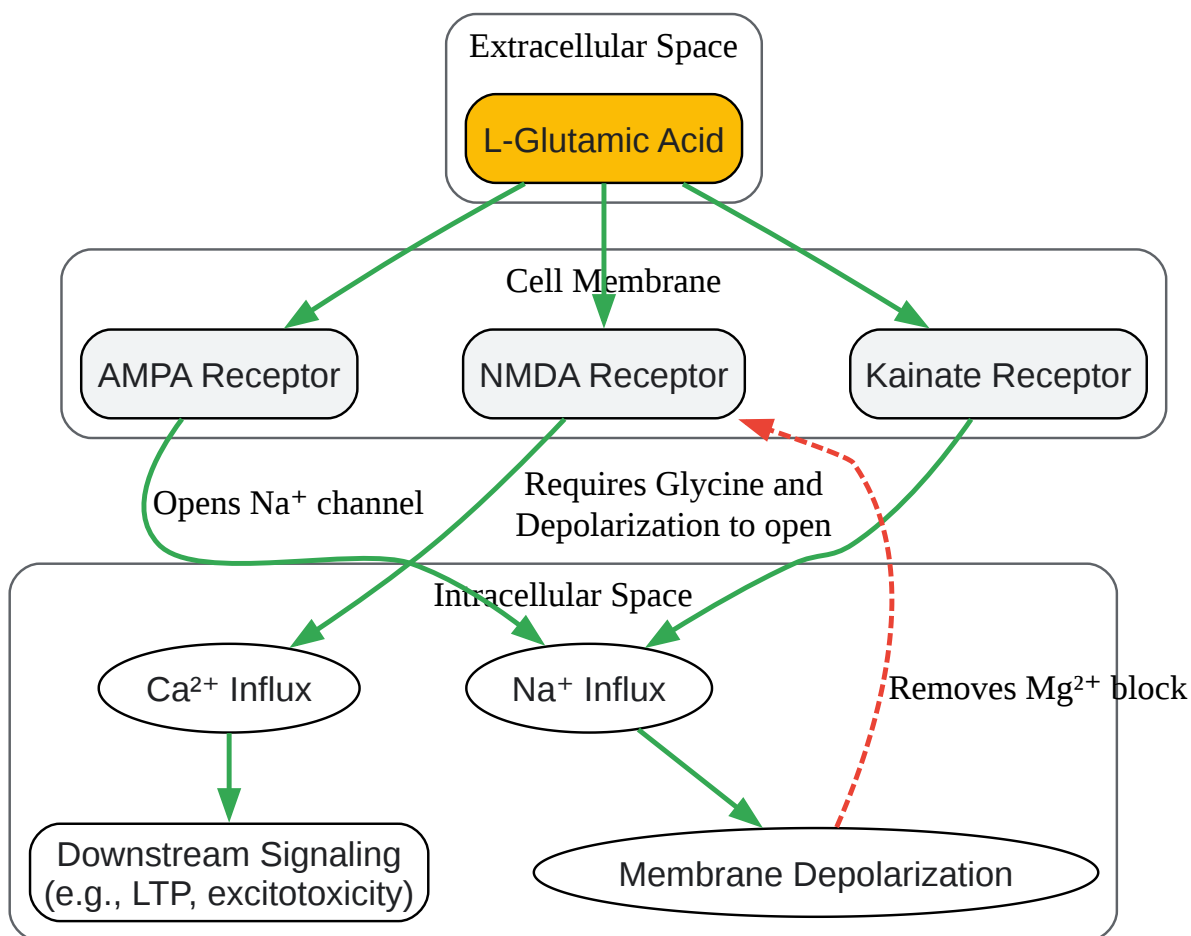 Extracellular Space
L-Glutamic Acid
Cell Membrane
AMPA Receptor
NMDA Receptor
Kainate Receptor
Opens Na⁺ channel
Requires Glycine and
Depolarization to open
Intracellular Space
Ca²⁺ Influx
Na⁺ Influx
Removes Mg²⁺ block
Downstream Signaling
(e.g., LTP, excitotoxicity)
Membrane Depolarization